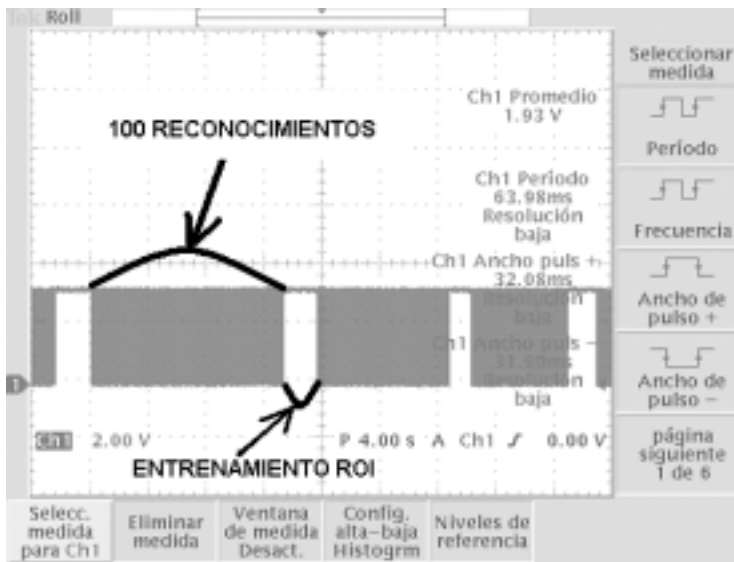 Tek Roll
Seleccionar
medida
Ch1 Promedio
1.93 V
100 RECONOCIMIENTOS
Período
Ch1 Período
63.98ms
Resolución
baja
Frecuencia
Ch1 Ancho puls +
32.08ms
Resolución
baja
Ancho de
pulso +
Ch1 Ancho puls -
31.90ms
Resolución
baja
Ancho de
pulso -
1
Ch1 2.00 V P 4.00 s A Ch1 0.00 V
ENTRENAMIENTO ROI
página
siguiente
1 de 6
Selecc.
medida
para Ch1
Eliminar
medida
Ventana
de medida
Desact.
Config.
alta-baja
Histogrm
Niveles de
referencia